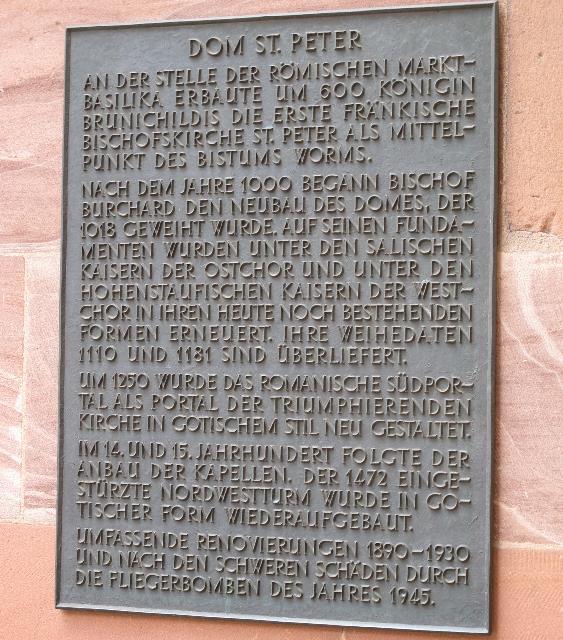 DOM ST. PETER
AN DER STELLE DER RÖMISCHEN MARKT-
BASILIKA ERBAUTE UM 600 KÖNIGIN
BRUNICHILDIS DIE ERSTE FRÄNKISCHE
BISCHOFSKIRCHE ST. PETER ALS MITTEL-
PUNKT DES BISTUMS WORMS.
NACH DEM JAHRE 1000 BEGANN BISCHOF
BURCHARD DEN NEUBAU DES DOMES, DER
1018 GEWEIHT WURDE. AUF SEINEN FUNDA-
MENTEN WURDEN UNTER DEN SALISCHEN
KAISERN DER OSTCHOR UND UNTER DEN
HOHENSTAUFISCHEN KAISERN DER WEST-
CHOR IN IHREN HEUTE NOCH BESTEHENDEN
FORMEN ERNEUERT. IHRE WEIHEDATEN
1110 UND 1181 SIND ÜBERLIEFERT.
UM 1250 WURDE DAS ROMANISCHE SÜDPOR-
TAL ALS PORTAL DER TRIUMPHIERENDEN
KIRCHE IN GOTISCHEM STIL NEU GESTALTET.
IM 14. UND 15. JAHRHUNDERT FOLGTE DER
ANBAU DER KAPELLEN. DER 1472 EINGE-
STÜRZTE NORDWESTTURM WURDE IN GO-
TISCHER FORM WIEDERAUFGEBAUT.
UMFASSENDE RENOVIERUNGEN 1890-1930
UND NACH DEN SCHWEREN SCHÄDEN DURCH
DIE FLIEGERBOMBEN DES JAHRES 1945.